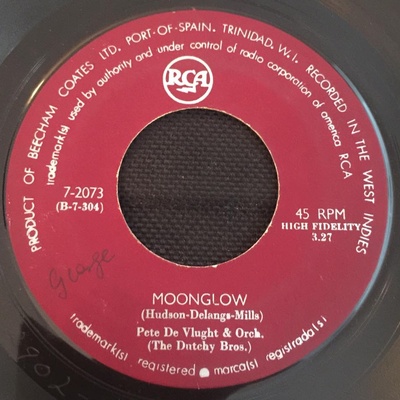 PRODUCT OF BEECHAM COATES LTD. PORT-OF-SPAIN, TRINIDAD, W.I. RECORDED IN THE WEST INDIES
trademark(s) used by authority and under control of radio corporation of america RCA
RCA
7-2073
(B-7-304)
45 RPM
HIGH FIDELITY
3.27
George
MOONGLOW
(Hudson-Delangs-Mills)
Pete De Vlught & Orch.
(The Dutchy Bros.)
trademark(s) registered • marca(s) registrada(s)